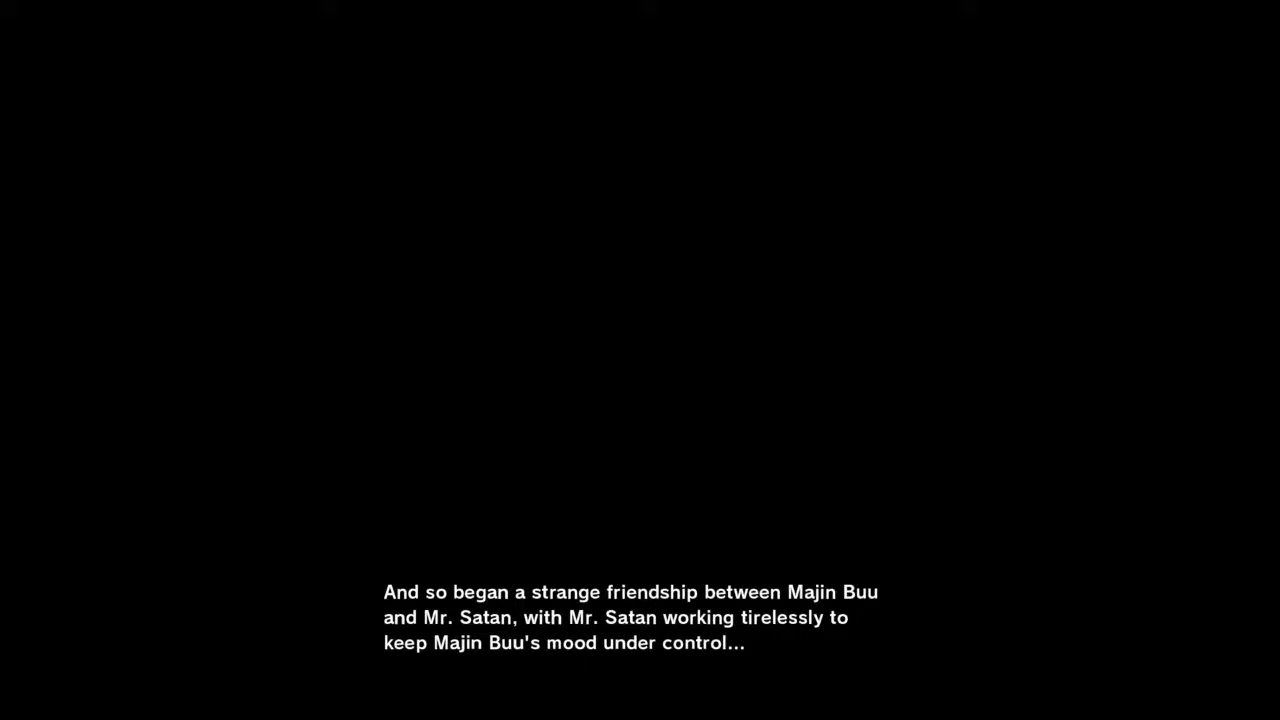 And so began a strange friendship between Majin Buu
and Mr. Satan, with Mr. Satan working tirelessly to
keep Majin Buu's mood under control...